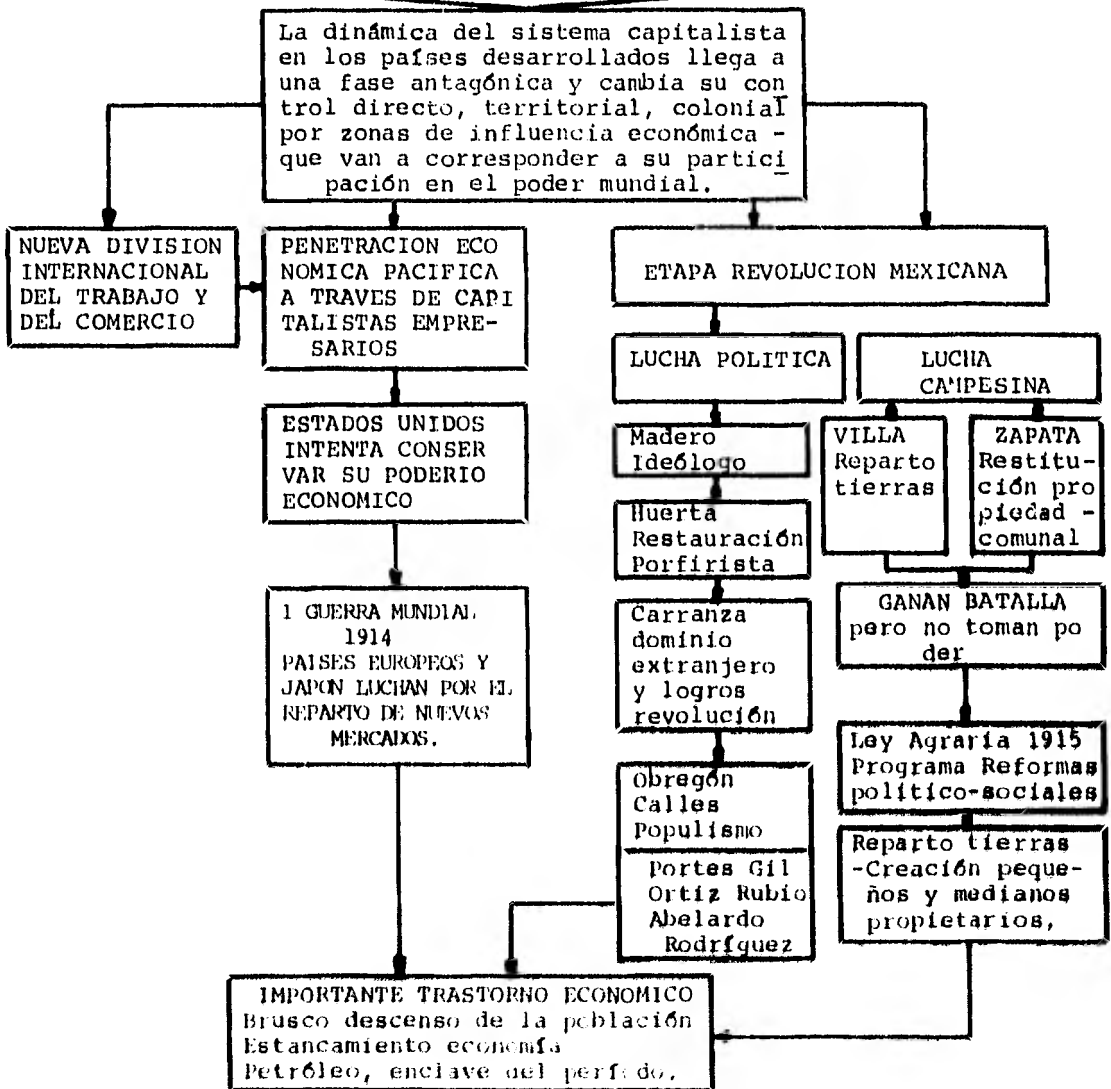 La dinámica del sistema capitalista
en los países desarrollados llega a
una fase antagónica y cambia su con
trol directo, territorial, colonial
por zonas de influencia económica -
que van a corresponder a su partici
pación en el poder mundial.
NUEVA DIVISION
INTERNACIONAL
DEL TRABAJO Y
DEL COMERCIO
PENETRACION ECO
NOMICA PACIFICA
A TRAVES DE CAPI
TALISTAS EMPRE-
SARIOS
ESTADOS UNIDOS
INTENTA CONSER
VAR SU PODERIO
ECONOMICO
I GUERRA MUNDIAL
1914
PAISES EUROPEOS Y
JAPON LUCHAN POR EL
REPARTO DE NUEVOS
MERCADOS.
ETAPA REVOLUCION MEXICANA
LUCHA POLITICA
Madero
Ideólogo
Huerta
Restauración
Porfirista
Carranza
dominio
extranjero
y logros
revolución
Obregón
Calles
Populismo
Portes Gil
Ortiz Rubio
Abelardo
Rodríguez
LUCHA
CAMPESINA
VILLA
Reparto
tierras
ZAPATA
Restitu-
ción pro
piedad -
comunal
GANAN BATALLA
pero no toman po
der
Ley Agraria 1915
Programa Reformas
político-sociales
Reparto tierras
-Creación peque-
ños y medianos
propietarios,
IMPORTANTE TRASTORNO ECONOMICO
Brusco descenso de la población
Estancamiento economía
Petróleo, enclave del período.